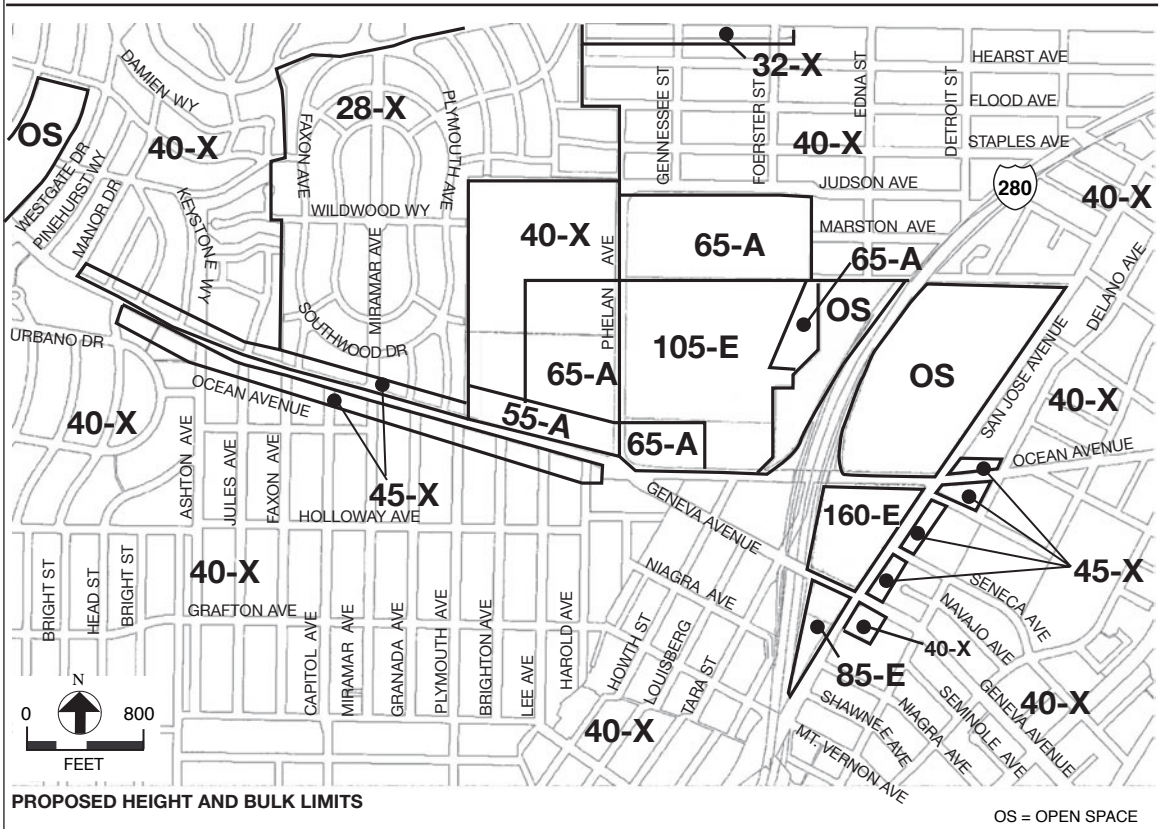 HEARST AVE
32-X
DAMIEN WY
28-X
PLYMOUTH AVE
GENNESSEE ST
FOERSTER ST
EDNA ST
DETROIT ST
FLOOD AVE
OS
40-X
FAXON AVE
40-X
STAPLES AVE
WESTGATE DR
PINEHURST WY
MANOR DR
KEYSTONE WY
JUDSON AVE
280
40-X
WILDWOOD WY
40-X
PHELAN AVE
65-A
MARSTON AVE
65-A
DELANO AVE
MIRAMAR AVE
SOUTHWOOD DR
OS
105-E
OS
SAN JOSE AVENUE
URBANO DR
OCEAN AVENUE
65-A
40-X
40-X
55-A
65-A
OCEAN AVENUE
ASHTON AVE
JULES AVE
FAXON AVE
45-X
HOLLOWAY AVE
GENEVA AVENUE
160-E
45-X
40-X
BRIGHT ST
HEAD ST
BRIGHT ST
GRAFTON AVE
NIAGRA AVE
SENECA AVE
NAVAJO AVE
CAPITOL AVE
MIRAMAR AVE
GRANADA AVE
PLYMOUTH AVE
BRIGHTON AVE
LEE AVE
HAROLD AVE
HOWTH ST
LOUISBERG
TARA ST
40-X
85-E
GENEVA AVENUE
SEMINOLE AVE
NIAGRA AVE
SHAWNEE AVE
MT. VERNON AVE
40-X
40-X
N
0 800
FEET
PROPOSED HEIGHT AND BULK LIMITS
OS = OPEN SPACE